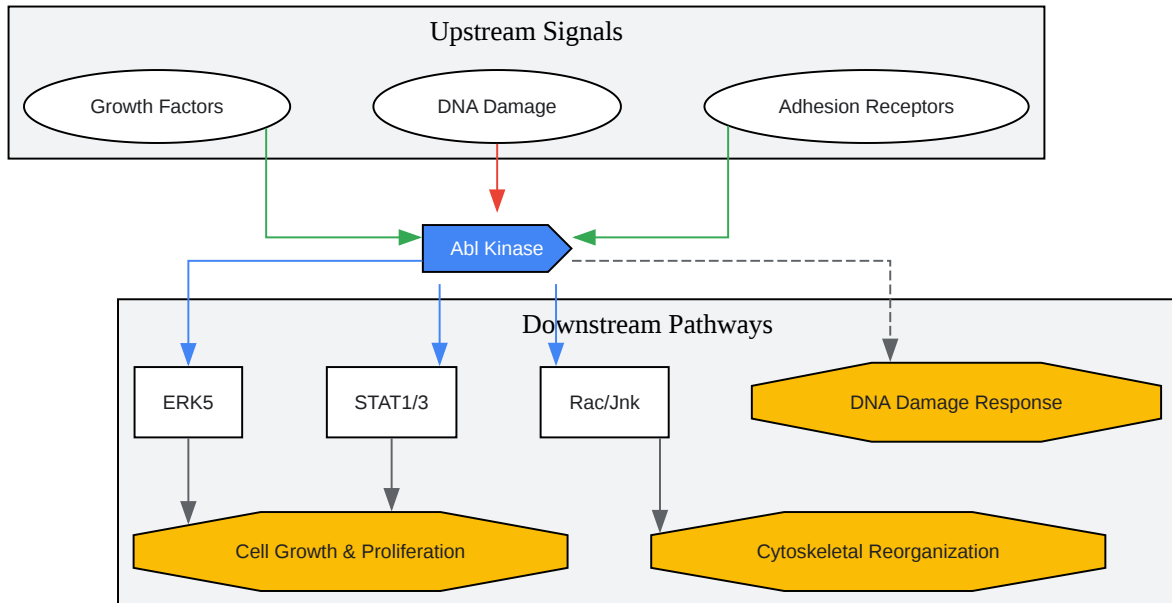 Upstream Signals
Growth Factors
DNA Damage
Adhesion Receptors
Abl Kinase
Downstream Pathways
ERK5
STAT1/3
Rac/Jnk
DNA Damage Response
Cell Growth & Proliferation
Cytoskeletal Reorganization